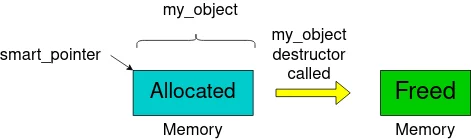 my_object
smart_pointer
Allocated
Memory
my_object
destructor
called
Freed
Memory